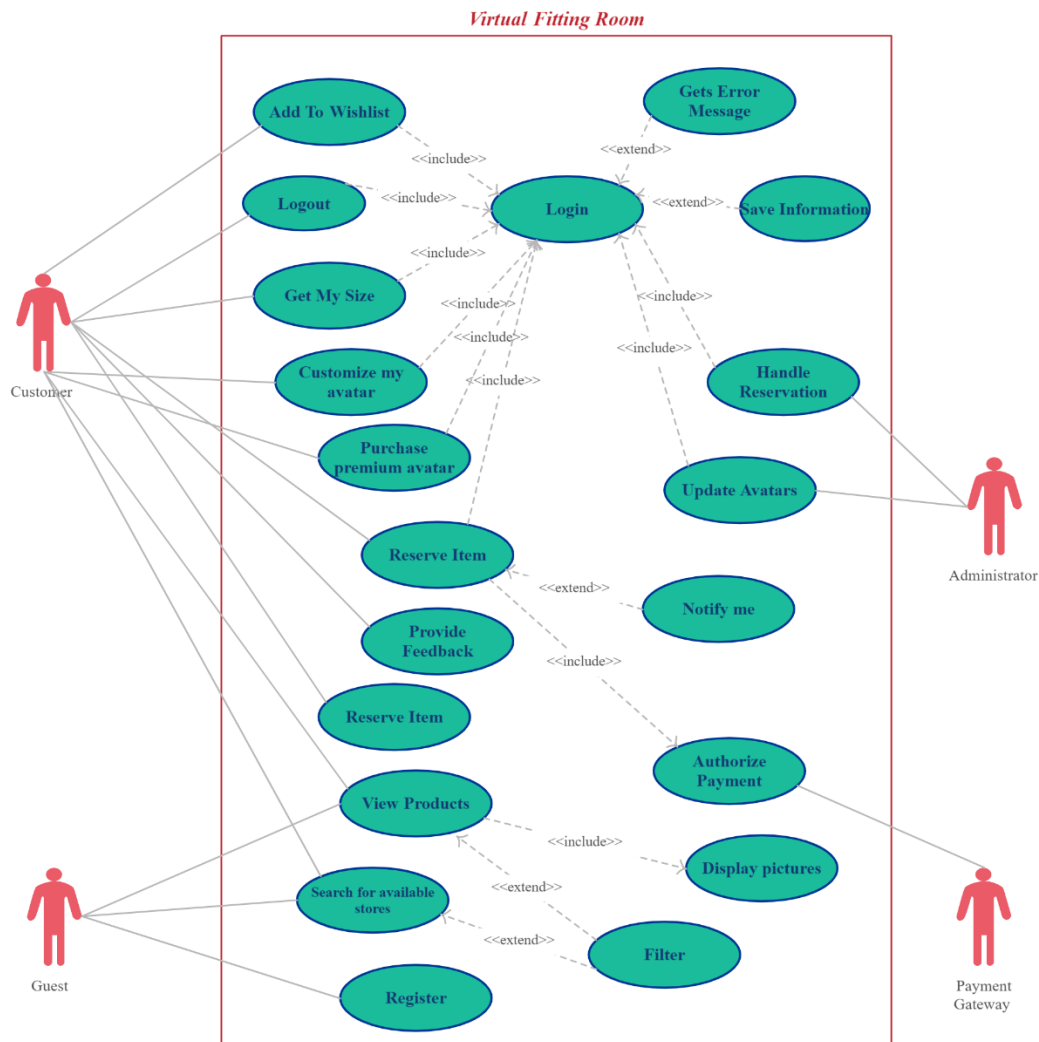 Virtual Fitting Room
Add To Wishlist
Gets Error
Message
<<include>>
<<extend>>
Logout
<<include>>
Login
<<extend>>
Save Information
Get My Size
<<include>>
Customer
<<include>>
<<include>>
<<include>>
<<include>>
<<include>>
Customize my
avatar
Handle
Reservation
Purchase
premium avatar
Update Avatars
Reserve Item
<<extend>>
Notify me
Administrator
Provide
Feedback
<<include>>
Reserve Item
Authorize
Payment
View Products
<<include>>
Display pictures
Search for available
stores
<<extend>>
<<extend>>
Filter
Guest
Register
Payment
Gateway